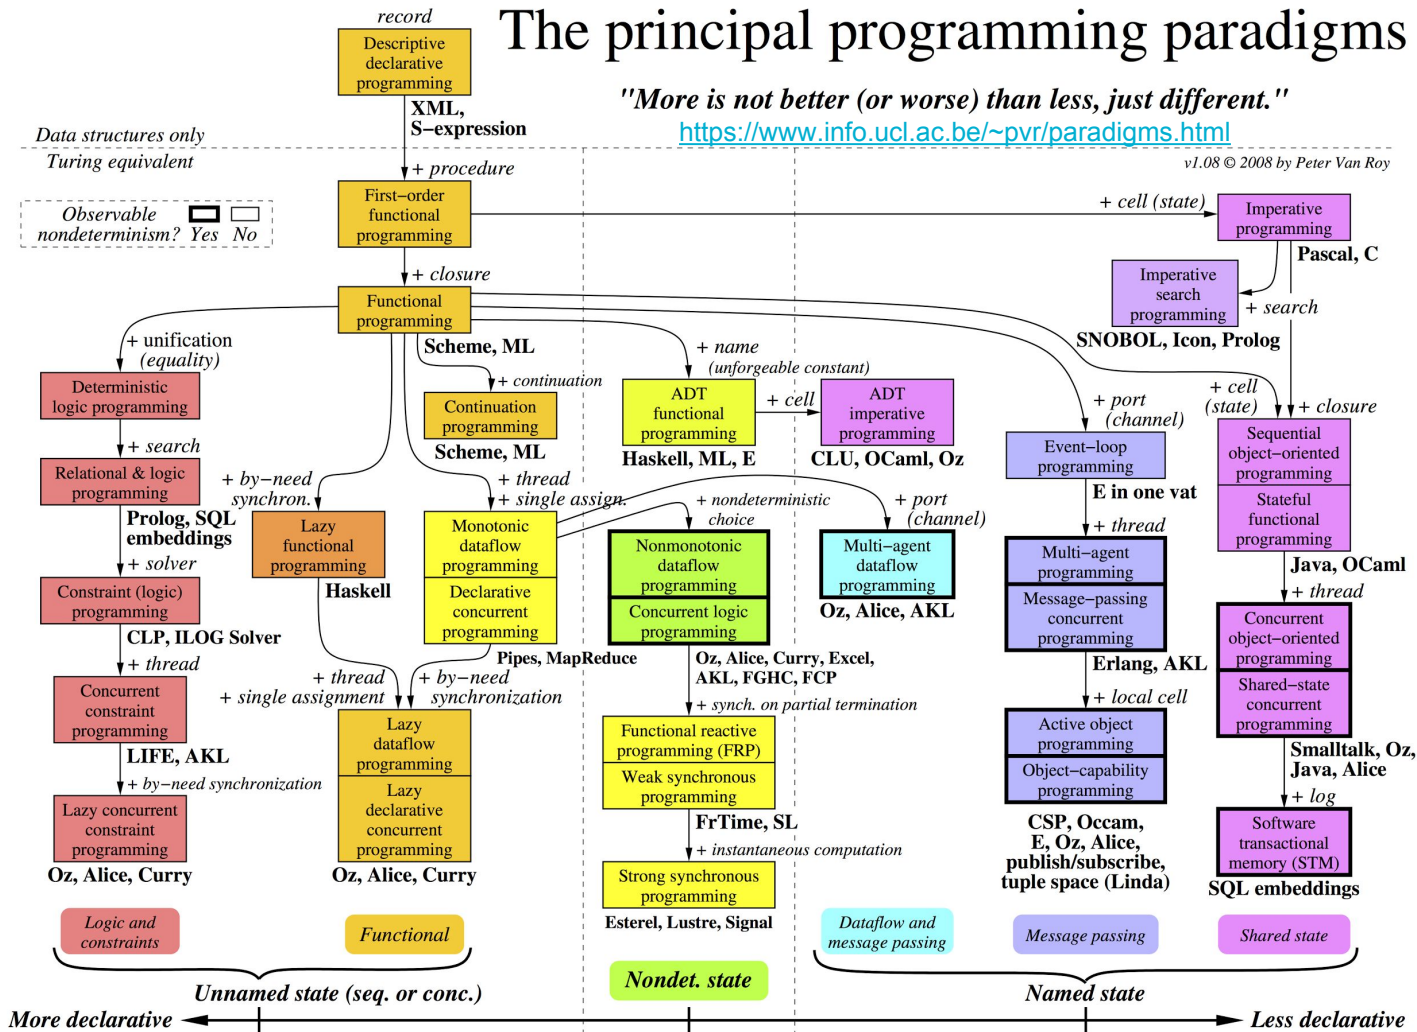 The principal programming paradigms
"More is not better (or worse) than less, just different."
https://www.info.ucl.ac.be/~pvr/paradigms.html
v1.08 © 2008 by Peter Van Roy
record
Descriptive
declarative
programming
XML,
S−expression
Data structures only
Turing equivalent
+ procedure
Observable
nondeterminism?
Yes
No
First−order
functional
programming
+ cell (state)
Imperative
programming
Pascal, C
+ closure
Imperative
search
programming
+ search
SNOBOL, Icon, Prolog
Functional
programming
Scheme, ML
+ unification
(equality)
Deterministic
logic programming
+ search
Relational & logic
programming
Prolog, SQL
embeddings
+ solver
Constraint (logic)
programming
CLP, ILOG Solver
+ thread
Concurrent
constraint
programming
LIFE, AKL
+ by−need synchronization
Lazy concurrent
constraint
programming
Oz, Alice, Curry
+ continuation
Continuation
programming
Scheme, ML
+ by−need
synchron.
Lazy
functional
programming
Haskell
+ thread
+ single assign.
Monotonic
dataflow
programming
Declarative
concurrent
programming
Pipes, MapReduce
+ thread
+ single assignment
+ by−need
synchronization
Lazy
dataflow
programming
Lazy
declarative
concurrent
programming
Oz, Alice, Curry
+ name
(unforgeable constant)
ADT
functional
programming
Haskell, ML, E
+ cell
ADT
imperative
programming
CLU, OCaml, Oz
+ nondeterministic
choice
Nonmonotonic
dataflow
programming
Concurrent logic
programming
Oz, Alice, Curry, Excel,
AKL, FGHC, FCP
+ synch. on partial termination
Functional reactive
programming (FRP)
Weak synchronous
programming
FrTime, SL
+ instantaneous computation
Strong synchronous
programming
Esterel, Lustre, Signal
+ port
(channel)
Multi−agent
dataflow
programming
Oz, Alice, AKL
+ port
(channel)
Event−loop
programming
E in one vat
+ thread
Multi−agent
programming
Message−passing
concurrent
programming
Erlang, AKL
+ local cell
Active object
programming
Object−capability
programming
CSP, Occam,
E, Oz, Alice,
publish/subscribe,
tuple space (Linda)
+ cell
(state)
+ closure
Sequential
object−oriented
programming
Stateful
functional
programming
Java, OCaml
+ thread
Concurrent
object−oriented
programming
Shared−state
concurrent
programming
Smalltalk, Oz,
Java, Alice
+ log
Software
transactional
memory (STM)
SQL embeddings
Logic and
constraints
Functional
Dataflow and
message passing
Message passing
Shared state
Unnamed state (seq. or conc.)
Nondet. state
Named state
More declarative
Less declarative